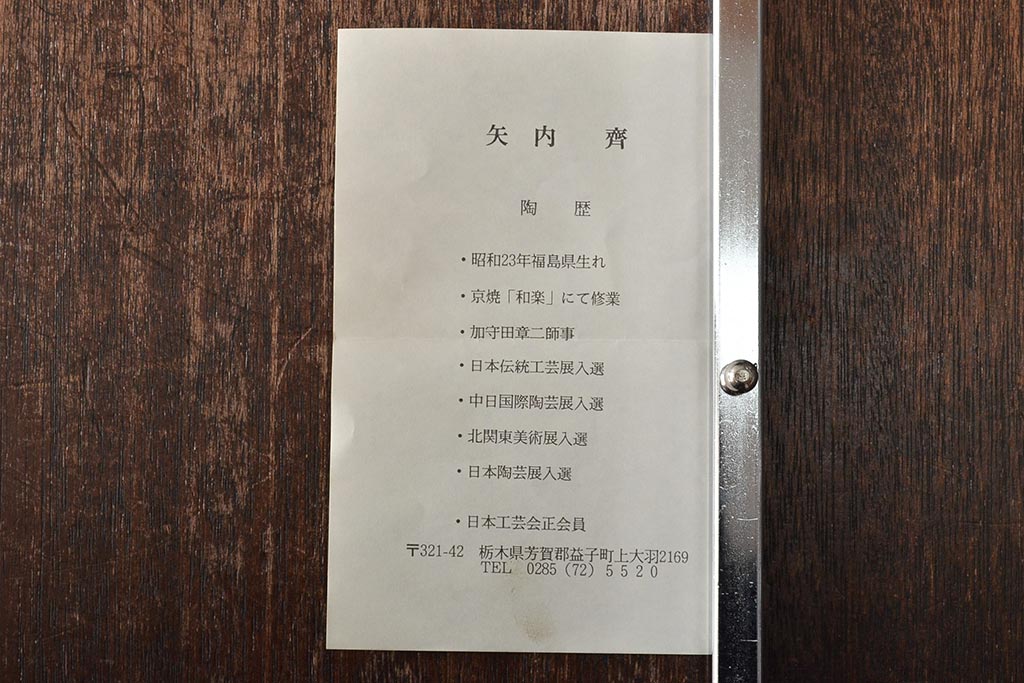 矢内 齊
陶歴
・昭和23年福島県生れ
・京焼「和楽」にて修業
・加守田章二師事
・日本伝統工芸展入選
・中日国際陶芸展入選
・北関東美術展入選
・日本陶芸展入選
・日本工芸会正会員
〒321-42 栃木県芳賀郡益子町上大羽2169
TEL 0285(72)5520